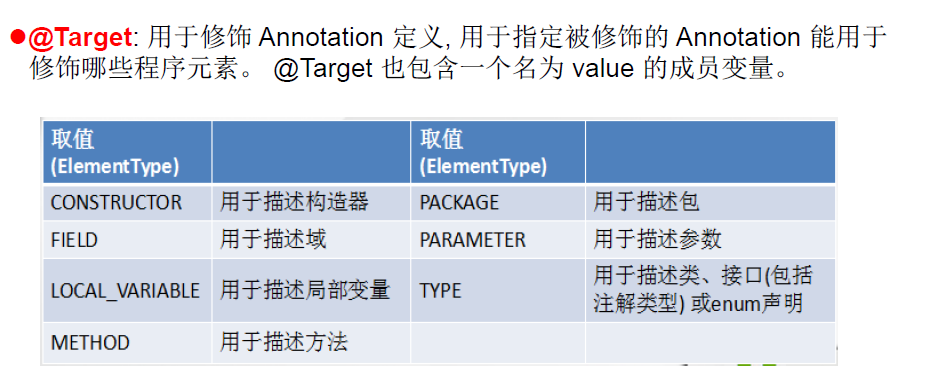 ●@Target: 用于修饰 Annotation 定义, 用于指定被修饰的 Annotation 能用于
修饰哪些程序元素。 @Target 也包含一个名为 value 的成员变量。
取值
(ElementType)
取值
(ElementType)
CONSTRUCTOR 用于描述构造器 PACKAGE 用于描述包
FIELD 用于描述域 PARAMETER 用于描述参数
LOCAL_VARIABLE 用于描述局部变量 TYPE 用于描述类、接口(包括
注解类型) 或enum声明
METHOD 用于描述方法